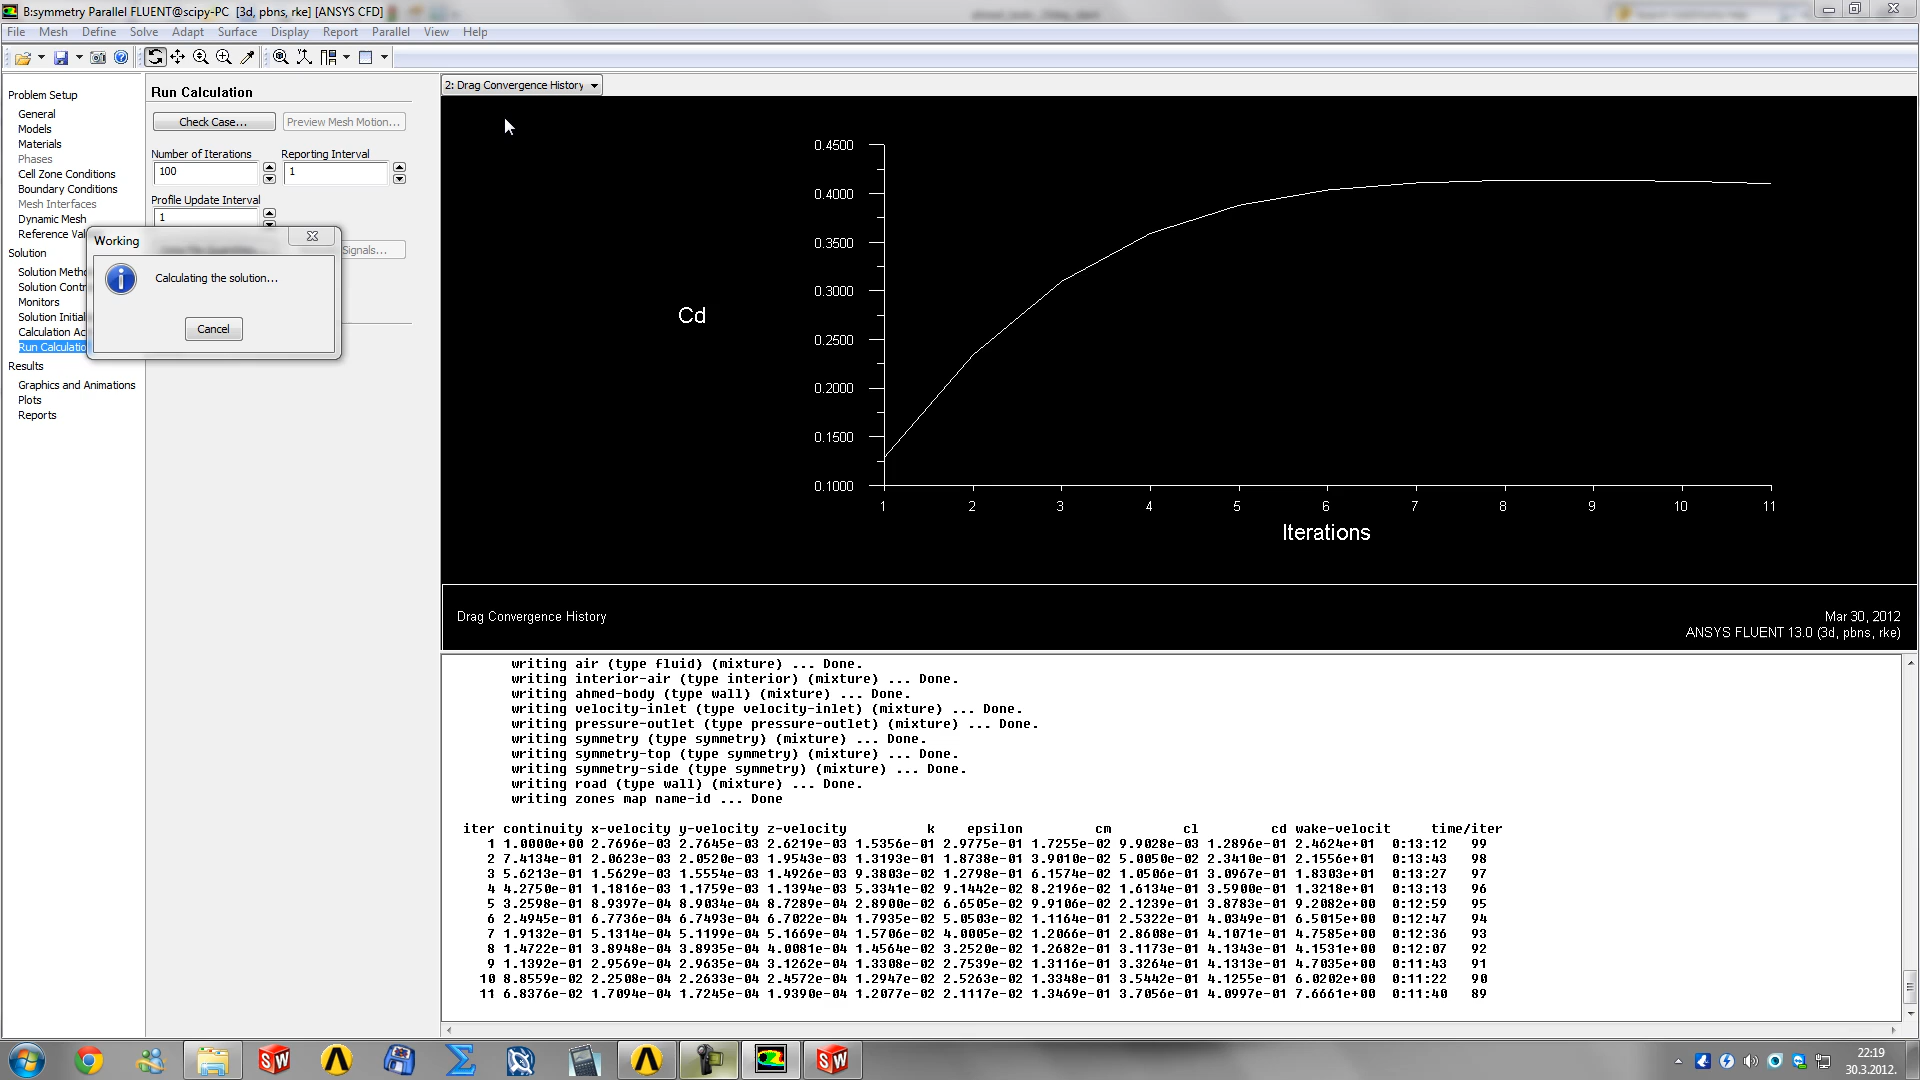 B:symmetry Parallel FLUENT@scipy-PC [3d, pbns, rke] [ANSYS CFD]
File Mesh Define Solve Adapt Surface Display Report Parallel View Help
Problem Setup
General
Models
Materials
Phases
Cell Zone Conditions
Boundary Conditions
Mesh Interfaces
Dynamic Mesh
Reference Val
Solution
Solution Metho
Solution Contr
Monitors
Solution Initial
Calculation Ac
Run Calculatio
Results
Graphics and Animations
Plots
Reports
Run Calculation
Check Case... Preview Mesh Motion...
Number of Iterations Reporting Interval
100 1
Profile Update Interval
1
Signals...
Working
Calculating the solution...
Cancel
2: Drag Convergence History
0.4500
0.4000
0.3500
0.3000
0.2500
0.2000
0.1500
0.1000
Cd
1 2 3 4 5 6 7 8 9 10 11
Iterations
Drag Convergence History
Mar 30, 2012
ANSYS FLUENT 13.0 (3d, pbns, rke)
writing air (type fluid) (mixture) ... Done.
writing interior-air (type interior) (mixture) ... Done.
writing ahmed-body (type wall) (mixture) ... Done.
writing velocity-inlet (type velocity-inlet) (mixture) ... Done.
writing pressure-outlet (type pressure-outlet) (mixture) ... Done.
writing symmetry (type symmetry) (mixture) ... Done.
writing symmetry-top (type symmetry) (mixture) ... Done.
writing symmetry-side (type symmetry) (mixture) ... Done.
writing road (type wall) (mixture) ... Done.
writing zones map name-id ... Done
iter continuity x-velocity y-velocity z-velocity k epsilon cm cl cd wake-velocit time/iter
1 1.0000e+00 2.7696e-03 2.7645e-03 2.6219e-03 1.5356e-01 2.9775e-01 1.7255e-02 9.9028e-03 1.2896e-01 2.4624e+01 0:13:12 99
2 7.4134e-01 2.0623e-03 2.0520e-03 1.9543e-03 1.3193e-01 1.8738e-01 3.9010e-02 5.0050e-02 2.3410e-01 2.1556e+01 0:13:43 98
3 5.6213e-01 1.5629e-03 1.5554e-03 1.4926e-03 9.3803e-02 1.2798e-01 6.1574e-02 1.0506e-01 3.0967e-01 1.8303e+01 0:13:27 97
4 4.2750e-01 1.1816e-03 1.1759e-03 1.1394e-03 5.3341e-02 9.1442e-02 8.2196e-02 1.6134e-01 3.5900e-01 1.3218e+01 0:13:13 96
5 3.2598e-01 8.9397e-04 8.9034e-04 8.7289e-04 2.8900e-02 6.6505e-02 9.9106e-02 2.1239e-01 3.8783e-01 9.2082e+00 0:12:59 95
6 2.4945e-01 6.7736e-04 6.7493e-04 6.7022e-04 1.7935e-02 5.0503e-02 1.1164e-01 2.5322e-01 4.0349e-01 6.5015e+00 0:12:47 94
7 1.9132e-01 5.1314e-04 5.1199e-04 5.1669e-04 1.5706e-02 4.0005e-02 1.2066e-01 2.8608e-01 4.1071e-01 4.7585e+00 0:12:36 93
8 1.4722e-01 3.8948e-04 3.8935e-04 4.0081e-04 1.4564e-02 3.2520e-02 1.2682e-01 3.1173e-01 4.1343e-01 4.1531e+00 0:12:07 92
9 1.1392e-01 2.9569e-04 2.9635e-04 3.1262e-04 1.3308e-02 2.7539e-02 1.3116e-01 3.3264e-01 4.1313e-01 4.7035e+00 0:11:43 91
10 8.8559e-02 2.2508e-04 2.2633e-04 2.4572e-04 1.2947e-02 2.5263e-02 1.3348e-01 3.5442e-01 4.1255e-01 6.0202e+00 0:11:22 90
11 6.8376e-02 1.7094e-04 1.7245e-04 1.9390e-04 1.2077e-02 2.1117e-02 1.3469e-01 3.7056e-01 4.0997e-01 7.6661e+00 0:11:40 89
22:19
30.3.2012.